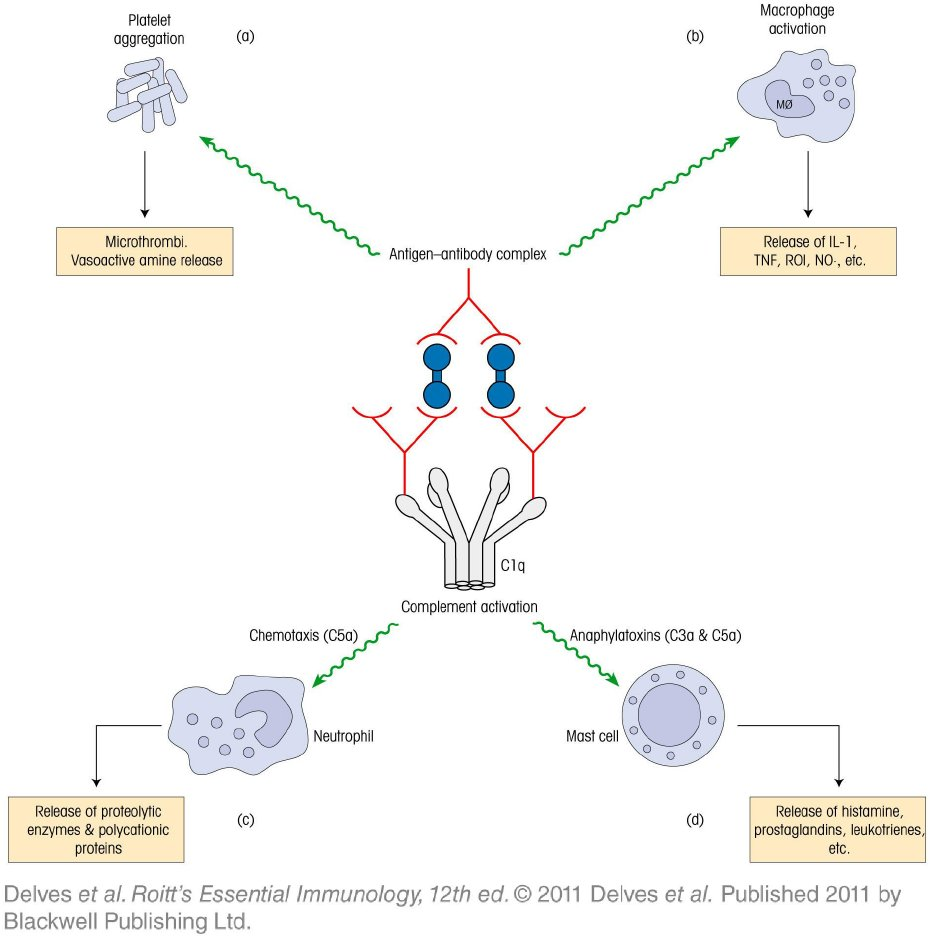 Platelet
aggregation
(a)
(b)
Macrophage
activation
MØ
Microthrombi.
Vasoactive amine release
Antigen–antibody complex
Release of IL-1,
TNF, ROI, NO·, etc.
C1q
Complement activation
Chemotaxis (C5a)
Anaphylatoxins (C3a & C5a)
Neutrophil
Mast cell
Release of proteolytic
enzymes & polycationic
proteins
(c)
(d)
Release of histamine,
prostaglandins, leukotrienes,
etc.
Delves et al. Roitt's Essential Immunology, 12th ed. © 2011 Delves et al. Published 2011 by
Blackwell Publishing Ltd.